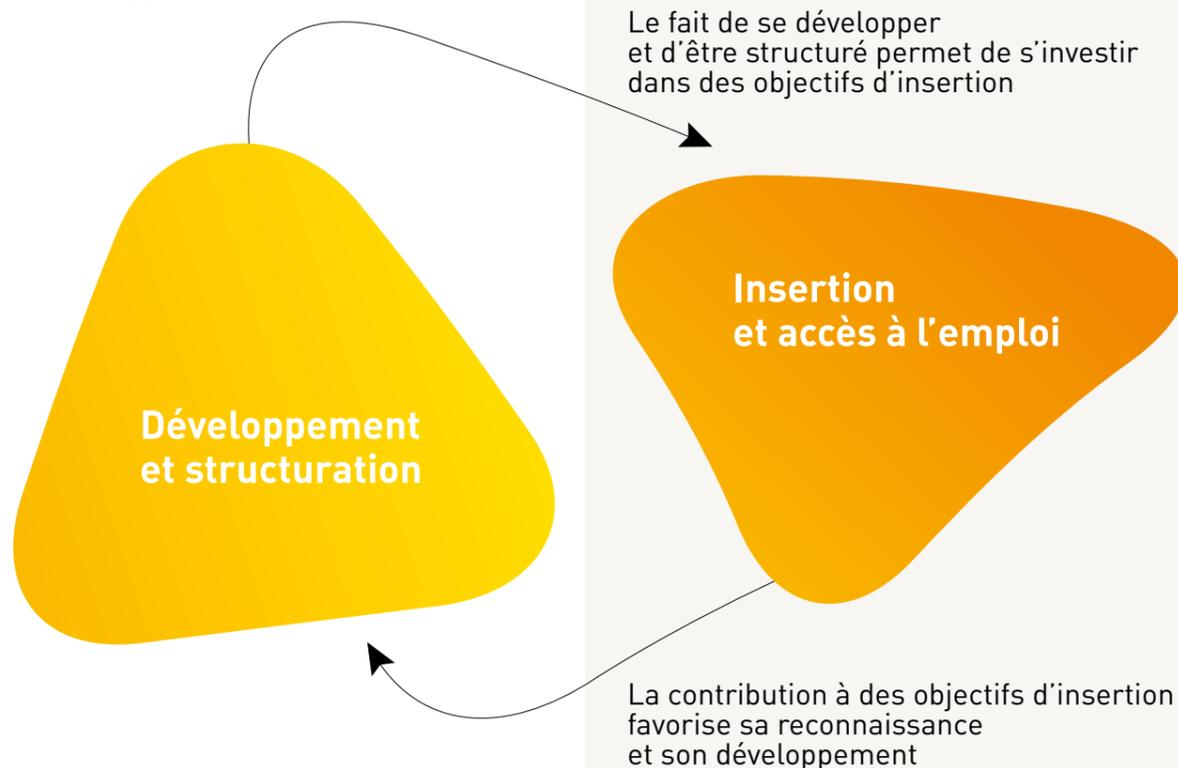 Le fait de se développer
et d’être structuré permet de s’investir
dans des objectifs d’insertion
Insertion
et accès à l’emploi
Développement
et structuration
La contribution à des objectifs d’insertion
favorise sa reconnaissance
et son développement